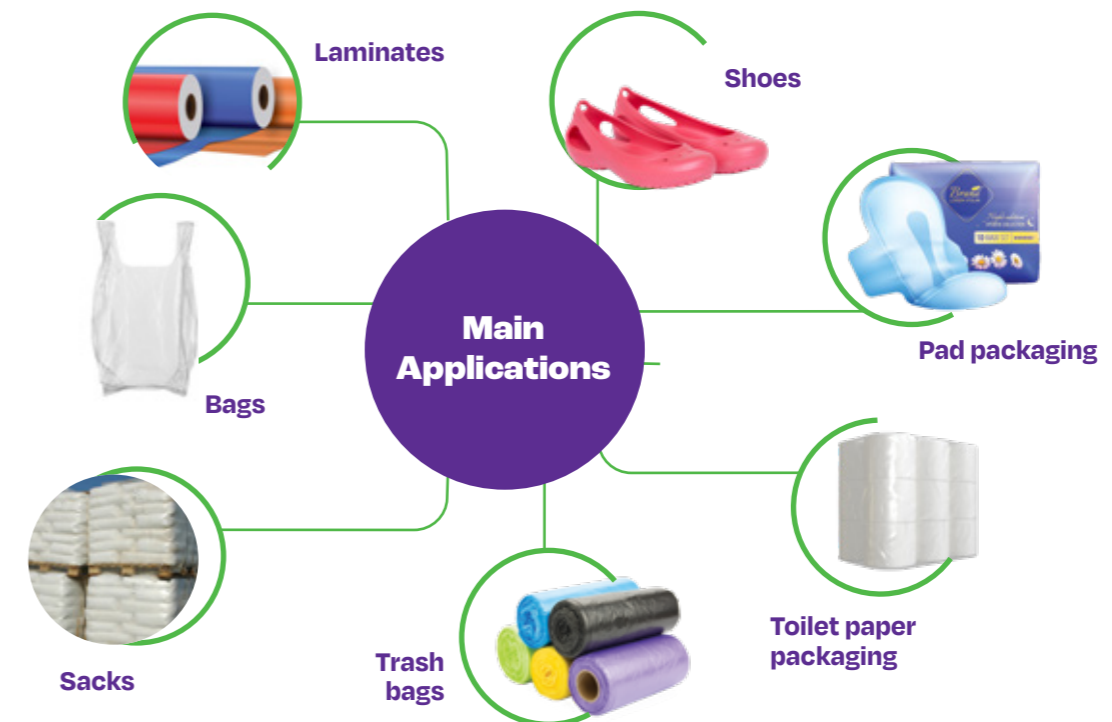 Laminates
Shoes
Pad packaging
Main
Applications
Bags
Toilet paper
packaging
Trash
bags
Sacks